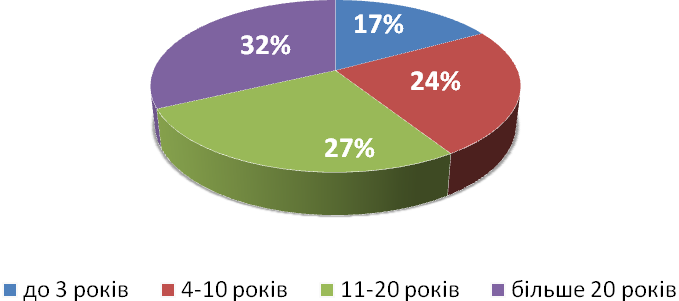 17%
32%
24%
27%
до 3 років 4-10 років 11-20 років більше 20 років